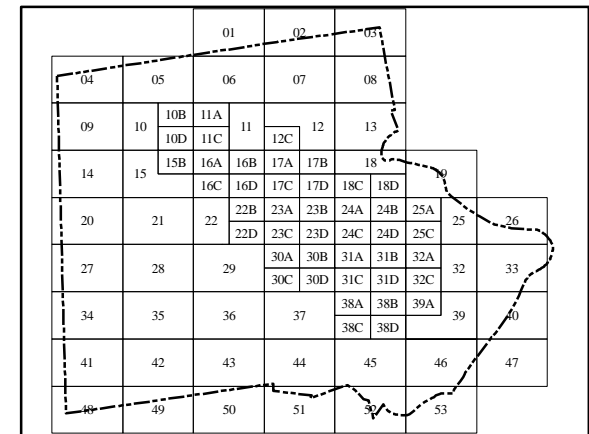 01 02 03
04 05 06 07 08
10B 11A
09 10 11 12 13
10D 11C 12C
15B 16A 16B 17A 17B 18
14 15 19
16C 16D 17C 17D 18C 18D
22B 23A 23B 24A 24B 25A
20 21 22 25 26
22D 23C 23D 24C 24D 25C
30A 30B 31A 31B 32A
27 28 29 32 33
30C 30D 31C 31D 32C
38A 38B 39A
34 35 36 37 39 40
38C 38D
41 42 43 44 45 46 47
48 49 50 51 52 53